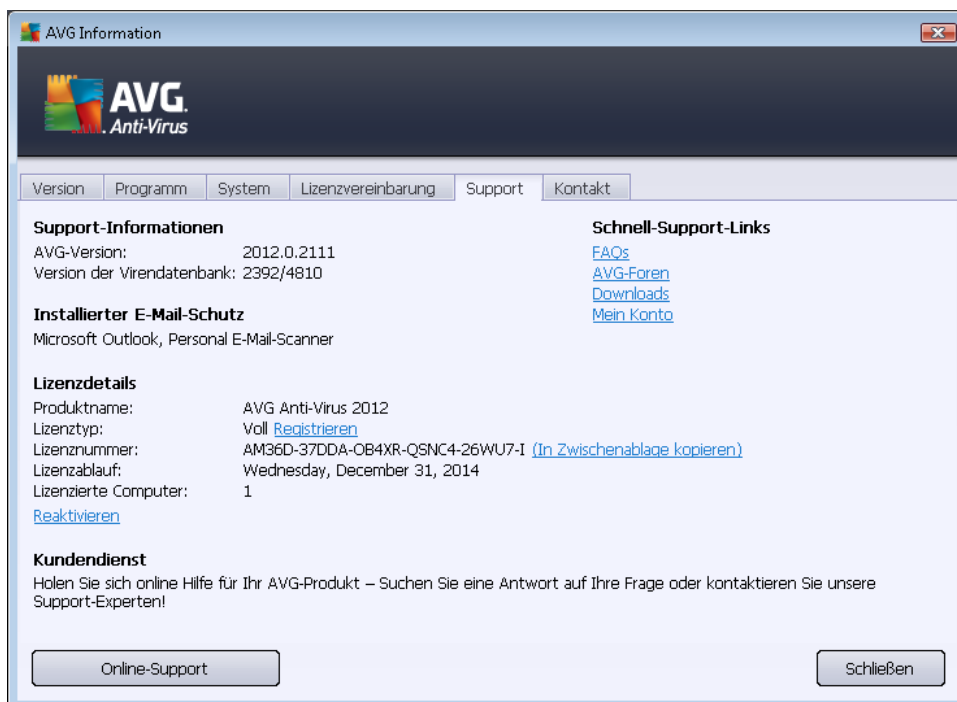 AVG Information
AVG.
Anti-Virus
Version Programm System Lizenzvereinbarung Support Kontakt
Support-Informationen
AVG-Version: 2012.0.2111
Version der Virendatenbank: 2392/4810
Installierter E-Mail-Schutz
Microsoft Outlook, Personal E-Mail-Scanner
Schnell-Support-Links
FAQs
AVG-Foren
Downloads
Mein Konto
Lizenzdetails
Produktname: AVG Anti-Virus 2012
Lizenztyp: Voll Registrieren
Lizenznummer: AM36D-37DDA-OB4XR-QSNC4-26WU7-I (In Zwischenablage kopieren)
Lizenzablauf: Wednesday, December 31, 2014
Lizenzierte Computer: 1
Reaktivieren
Kundendienst
Holen Sie sich online Hilfe für Ihr AVG-Produkt – Suchen Sie eine Antwort auf Ihre Frage oder kontaktieren Sie unsere
Support-Experten!
Online-Support
Schließen